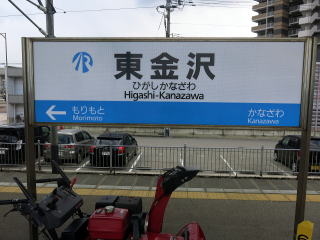 東金沢
ひがしかなざわ
Higashi-Kanazawa
もりもと かなざわ
Morimoto Kanazawa